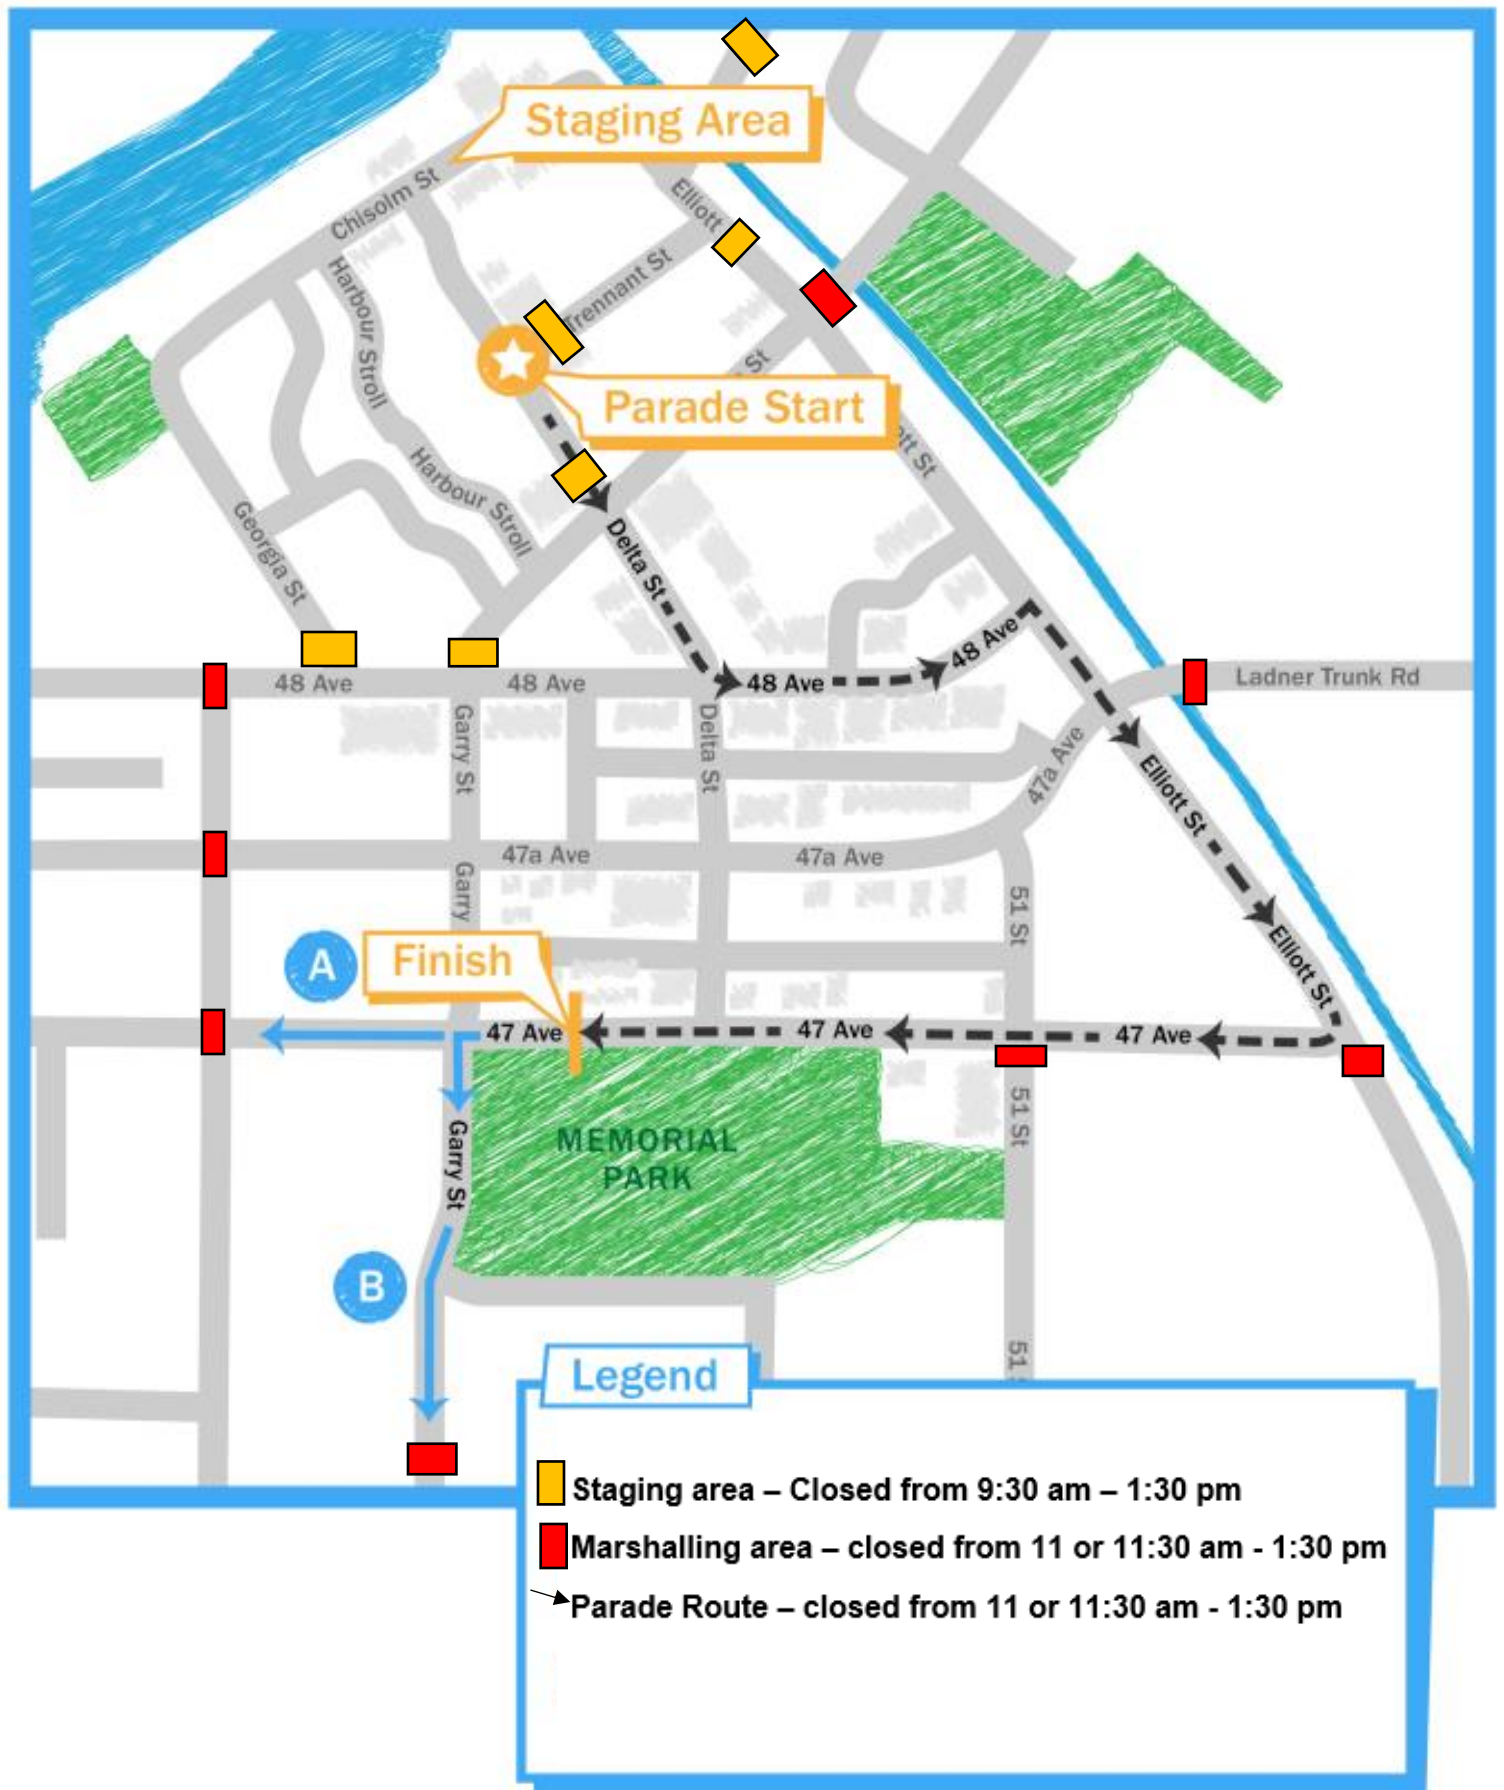 Staging Area
Chisolm St
Elliott
Trennant St
Harbour Stroll
St
Parade Start
Elliott St
Harbour Stroll
Georgia St
Delta St
48 Ave
48 Ave
48 Ave
48 Ave
Ladner Trunk Rd
Garry St
Delta St
47a Ave
Elliott St
47a Ave
47a Ave
Garry
51 St
Elliott St
A
Finish
47 Ave
47 Ave
47 Ave
51 St
Garry St
MEMORIAL
PARK
B
51
Legend
Staging area – Closed from 9:30 am – 1:30 pm
Marshalling area – closed from 11 or 11:30 am - 1:30 pm
Parade Route – closed from 11 or 11:30 am - 1:30 pm